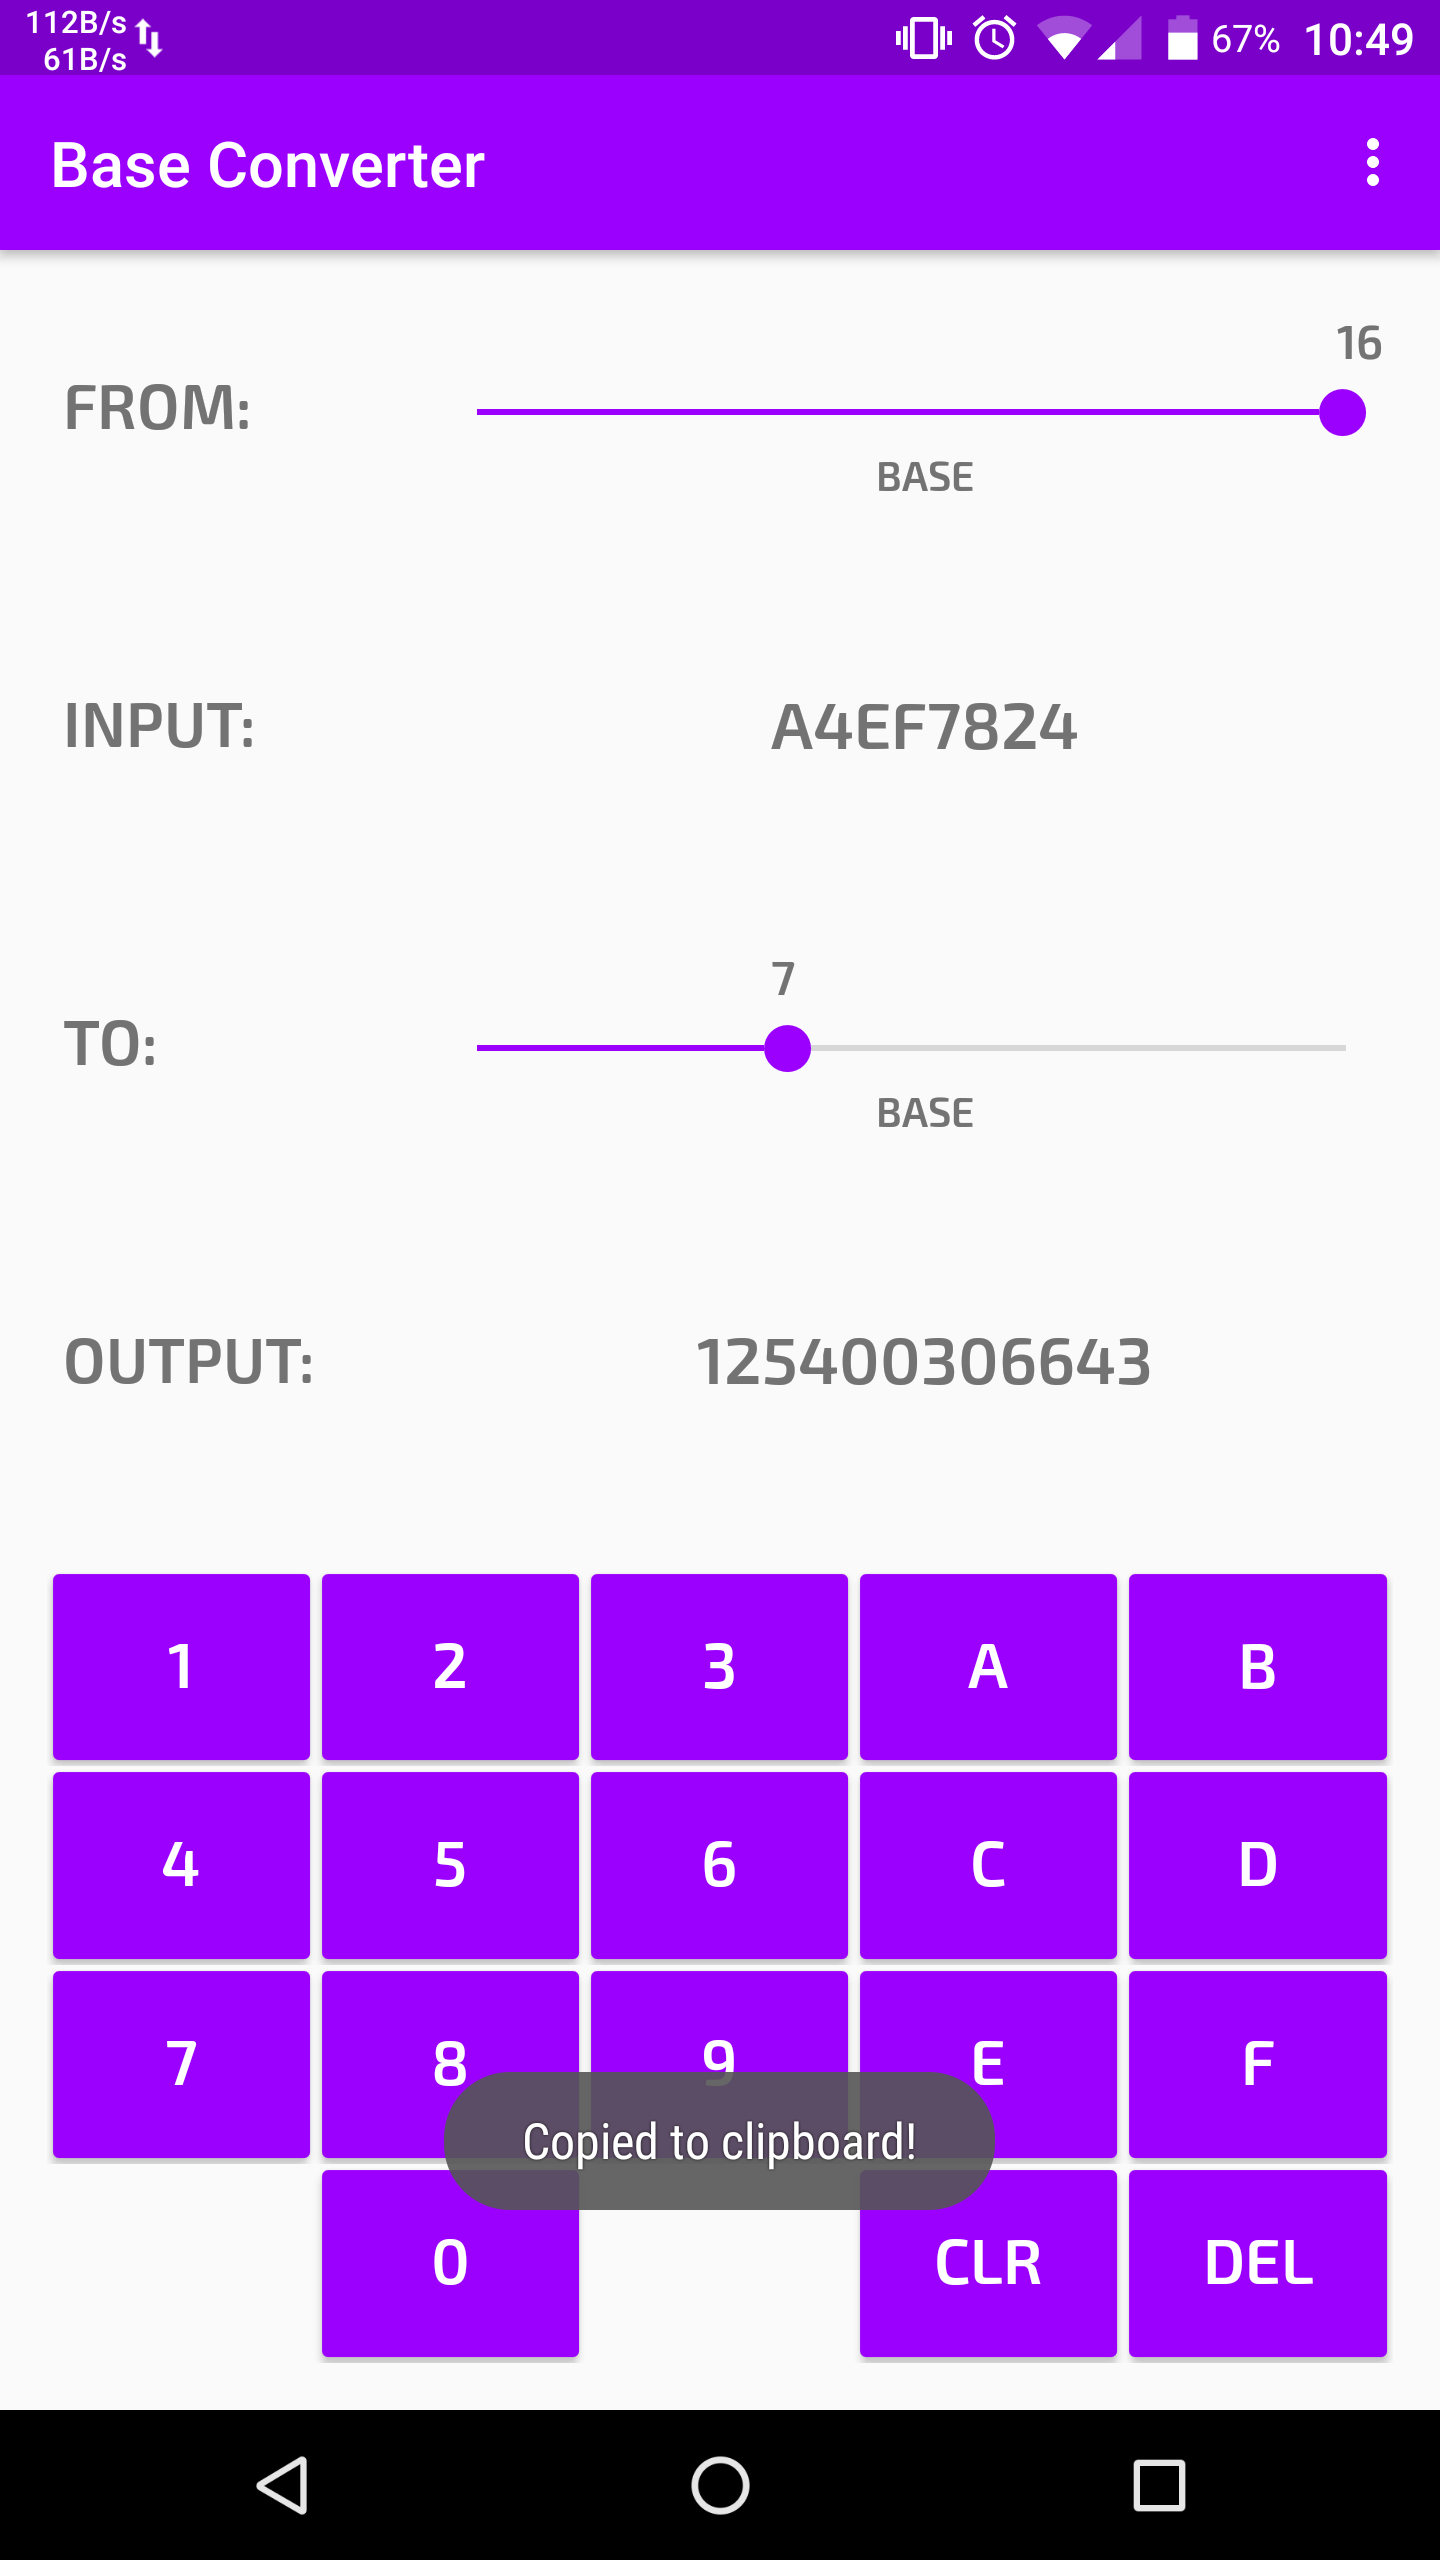 112B/s
61B/s
67% 10:49
Base Converter
16
FROM:
BASE
INPUT: A4EF7824
7
TO:
BASE
OUTPUT: 125400306643
1 2 3 A B
4 5 6 C D
7 8 9 E F
Copied to clipboard!
0 CLR DEL